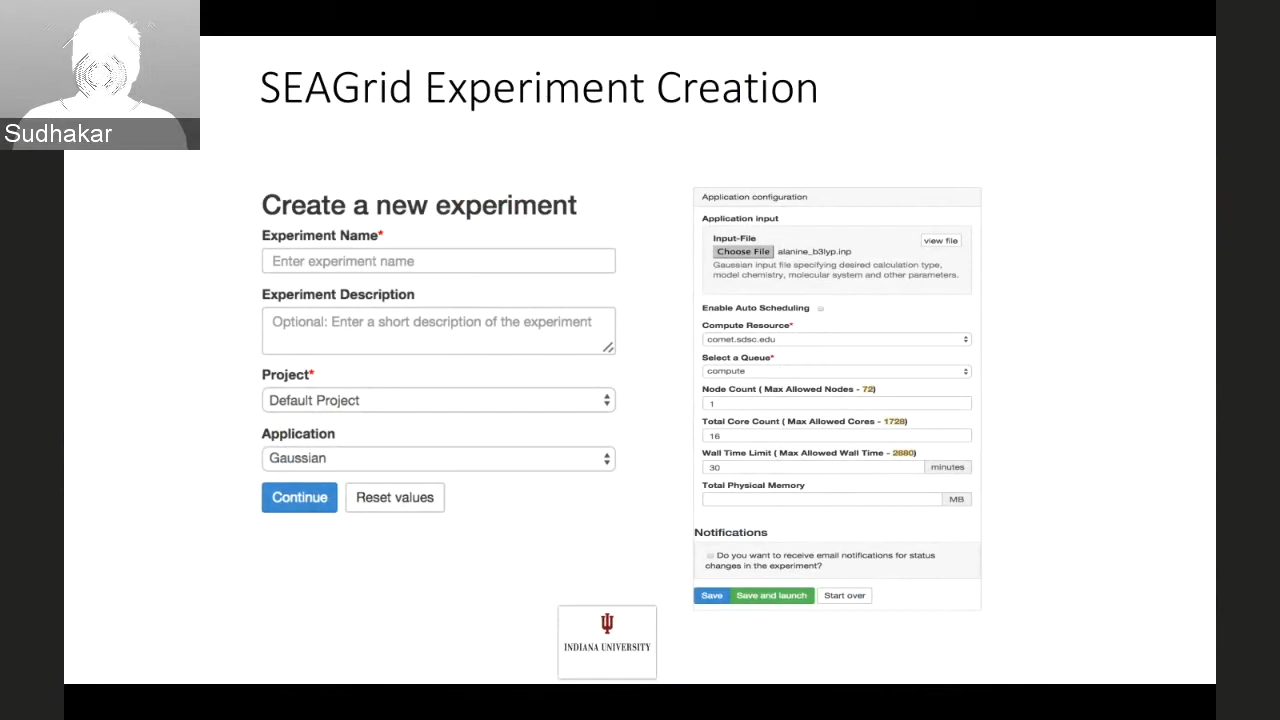 Sudhakar
SEAGrid Experiment Creation
Create a new experiment
Experiment Name*
Enter experiment name
Experiment Description
Optional: Enter a short description of the experiment
Project*
Default Project
Application
Gaussian
Continue
Reset values
Application configuration
Application input
Input-File
view file
Choose File
alanine_b3lyp.inp
Gaussian input file specifying desired calculation type,
model chemistry, molecular system and other parameters.
Enable Auto Scheduling
Compute Resource*
comet.sdsc.edu
Select a Queue*
compute
Node Count ( Max Allowed Nodes - 72)
1
Total Core Count ( Max Allowed Cores - 1728)
16
Wall Time Limit ( Max Allowed Wall Time - 2880)
30
minutes
Total Physical Memory
MB
Notifications
Do you want to receive email notifications for status
changes in the experiment?
Save
Save and launch
Start over
INDIANA UNIVERSITY